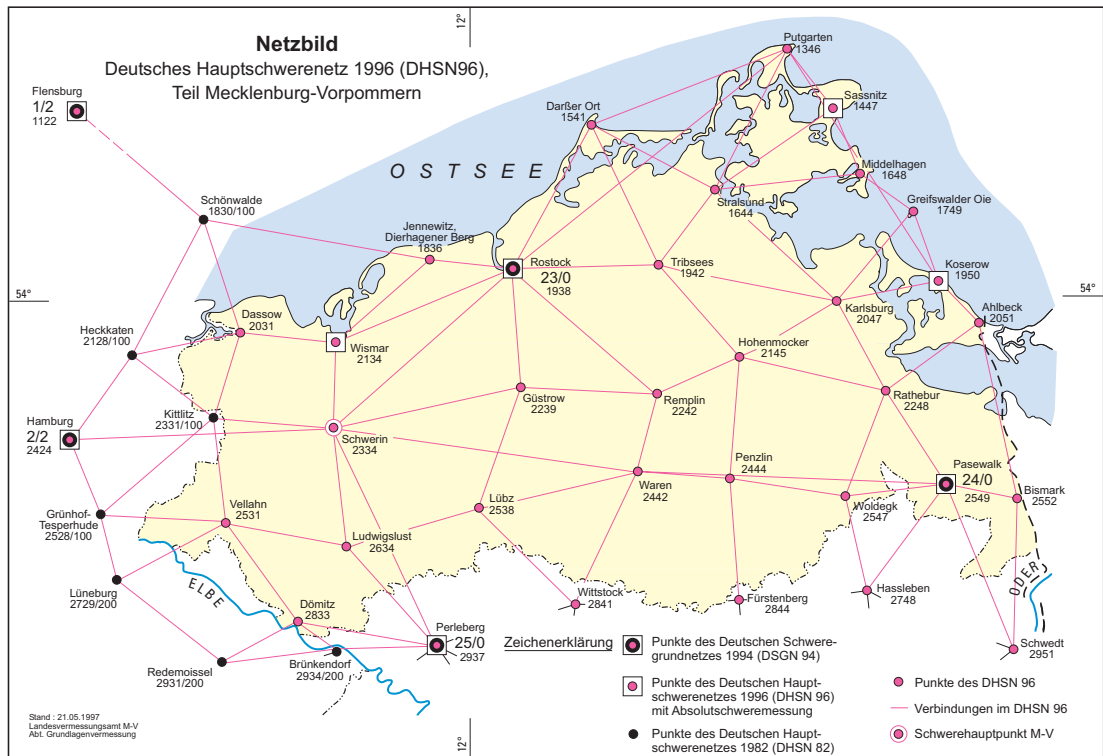 12°
Netzbild
Deutsches Hauptschwerenetz 1996 (DHSN96),
Teil Mecklenburg-Vorpommern
Putgarten
1346
Flensburg
1/2
1122
Sassnitz
1447
Darßer Ort
1541
OSTSEE
Middelhagen
1648
Schönwalde
1830/100
Stralsund
1644
Greifswalder Oie
1749
Jennewitz,
Dierhagener Berg
1836
Rostock
23/0
1938
Tribsees
1942
Koserow
1950
54°
54°
Karlsburg
2047
Ahlbeck
2051
Dassow
2031
Heckkaten
2128/100
Wismar
2134
Hohenmocker
2145
Güstrow
2239
Remplin
2242
Rathebur
2248
Kittlitz
2331/100
Hamburg
2/2
2424
Schwerin
2334
Penzlin
2444
Waren
2442
Pasewalk
24/0
2549
Bismark
2552
Woldegk
2547
Lübz
2538
Vellahn
2531
Grünhof-
Tesperhude
2528/100
Ludwigslust
2634
Lüneburg
2729/200
ELBE
ODER
Hassleben
2748
Wittstock
2841
Fürstenberg
2844
Dömitz
2833
Perleberg
25/0
2937
Brünkendorf
2934/200
Redemoissel
2931/200
Schwedt
2951
Zeichenerklärung
Punkte des Deutschen Schwere-
grundnetzes 1994 (DSGN 94)
Punkte des Deutschen Haupt-
schwerenetzes 1996 (DHSN 96)
mit Absolutschweremessung
Punkte des Deutschen Haupt-
schwerenetzes 1982 (DHSN 82)
Punkte des DHSN 96
Verbindungen im DHSN 96
Schwerehauptpunkt M-V
Stand : 21.05.1997
Landesvermessungsamt M-V
Abt. Grundlagenvermessung
12°